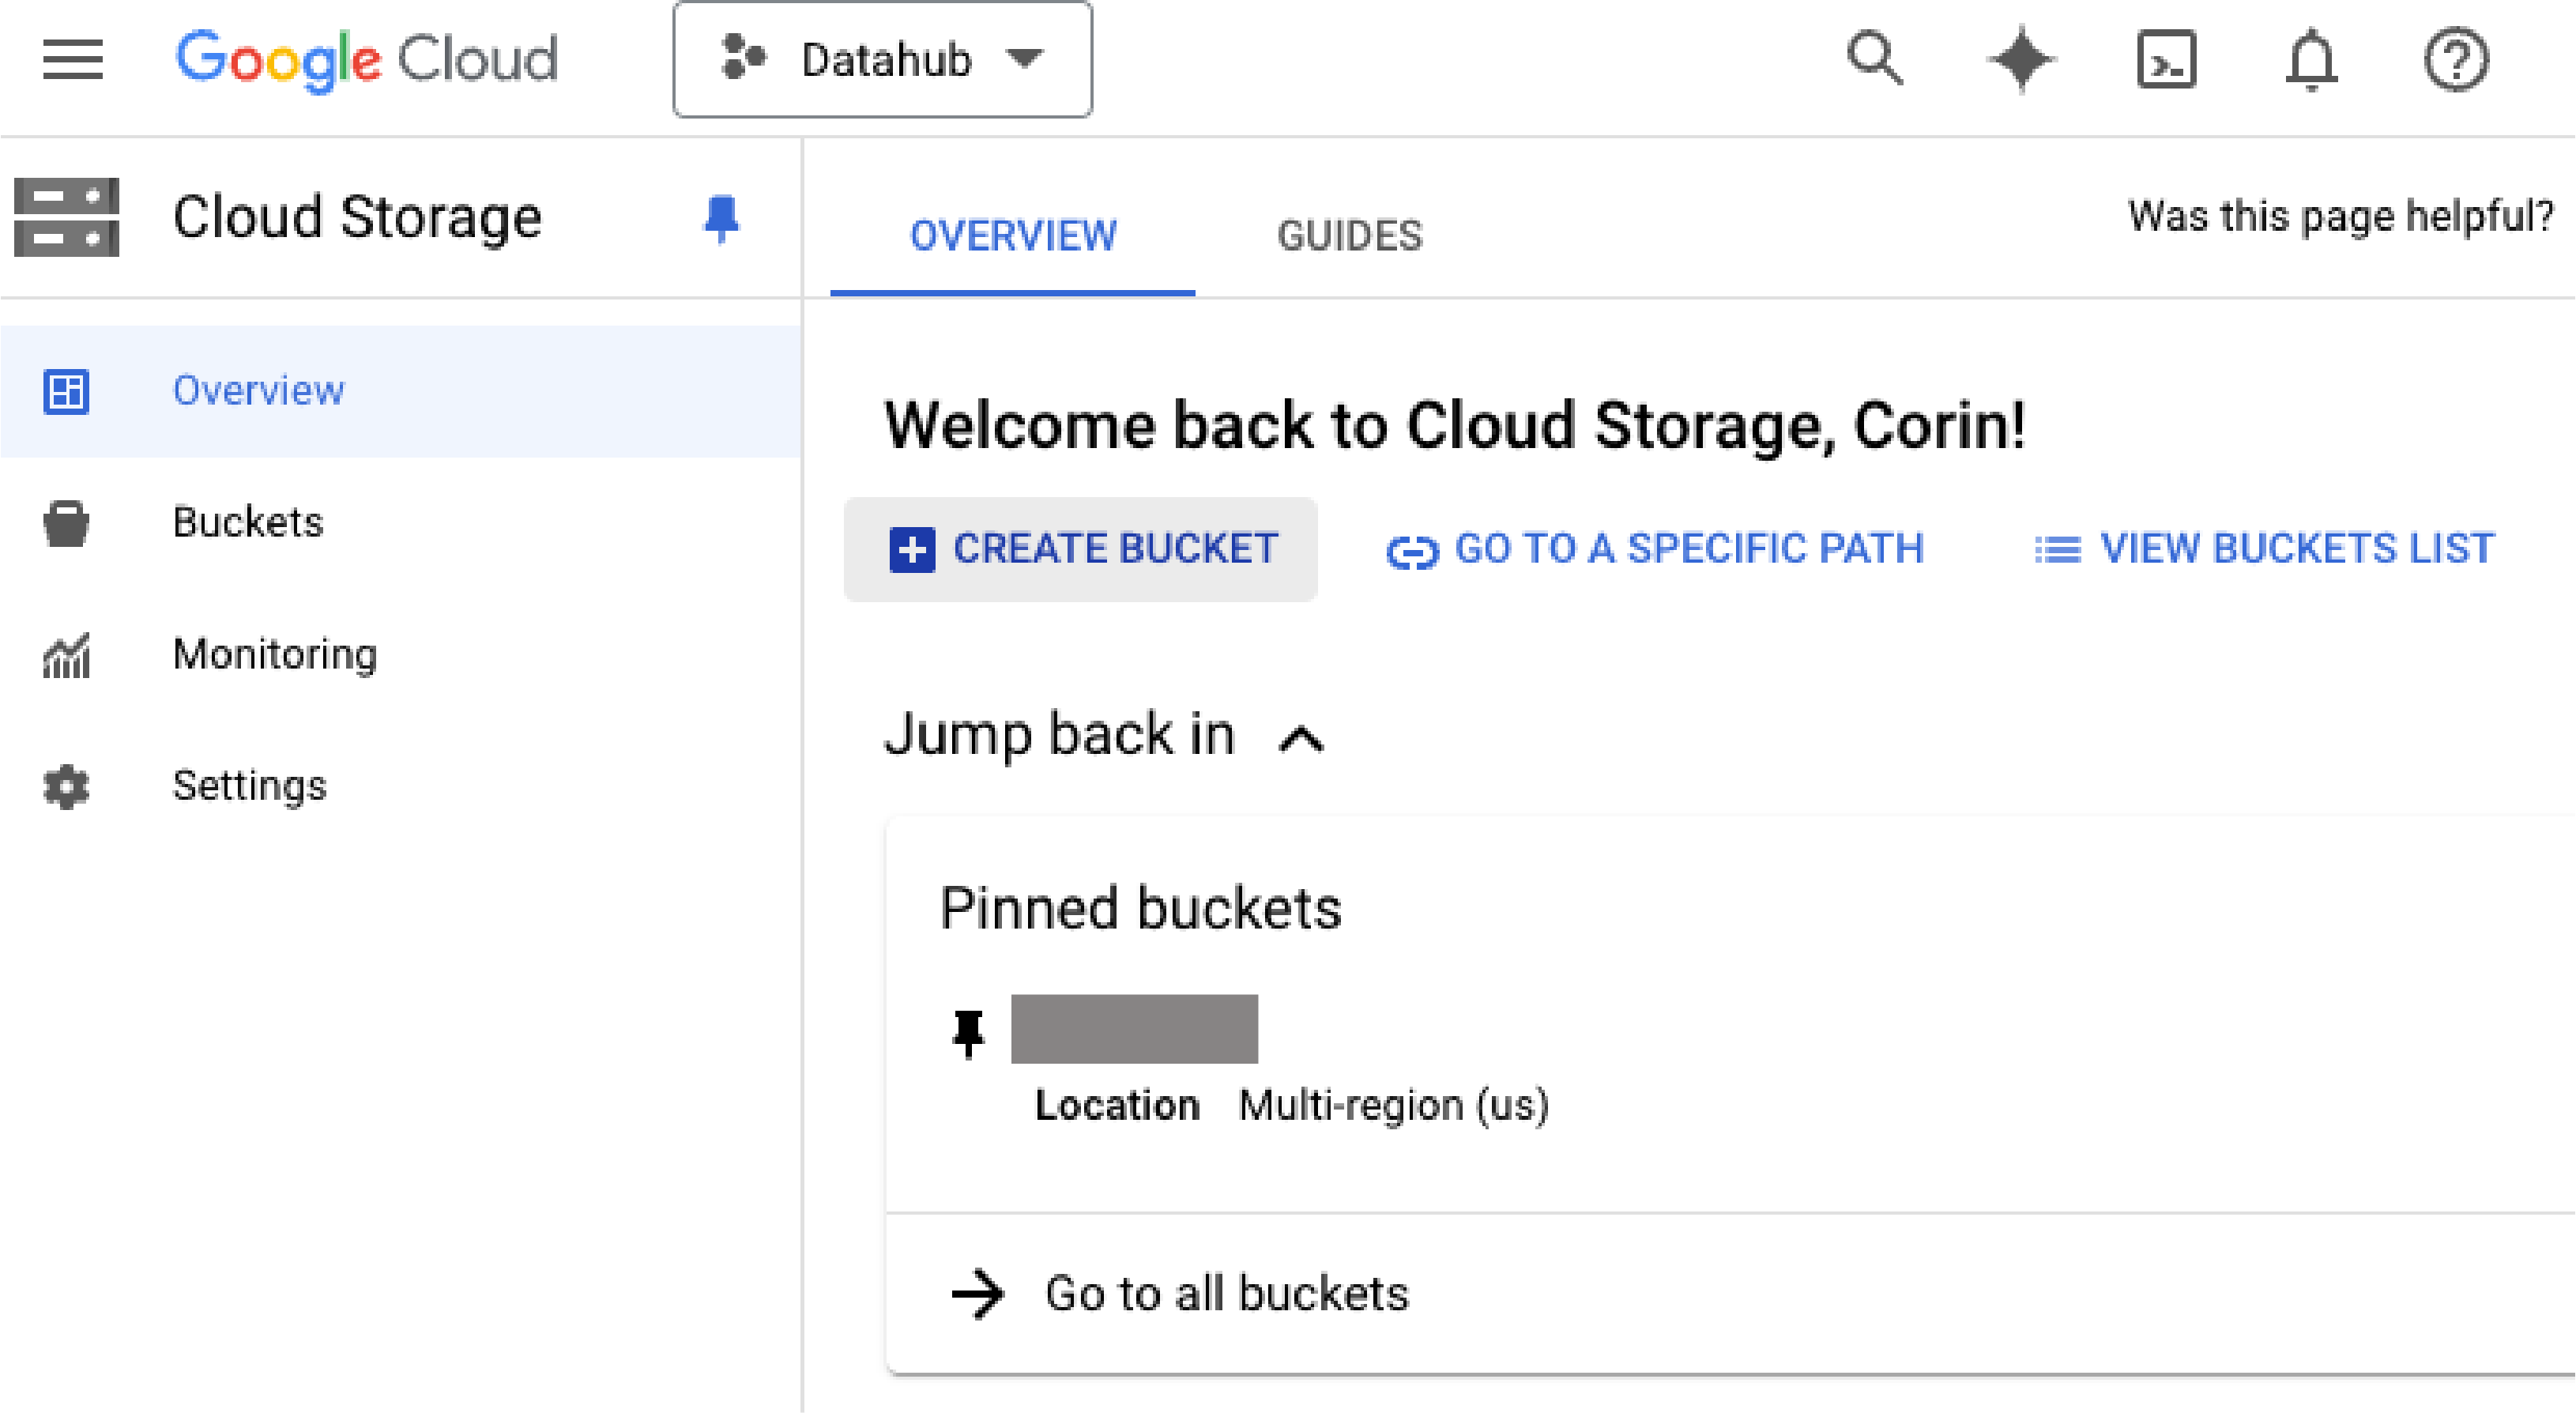 Google Cloud
Datahub
Cloud Storage
OVERVIEW
GUIDES
Was this page helpful?
Overview
Buckets
Monitoring
Settings
Welcome back to Cloud Storage, Corin!
CREATE BUCKET
GO TO A SPECIFIC PATH
VIEW BUCKETS LIST
Jump back in
Pinned buckets
Location Multi-region (us)
Go to all buckets